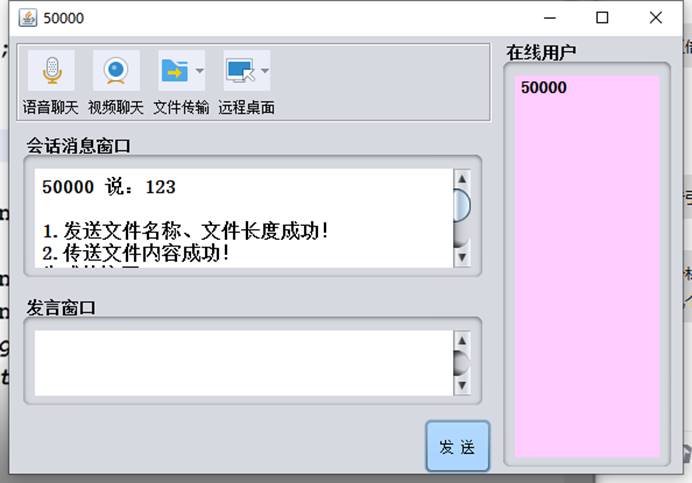 50000
语音聊天 视频聊天 文件传输 远程桌面
会话消息窗口
50000 说：123
1.发送文件名称、文件长度成功！
2.传送文件内容成功！
发言窗口
发 送
在线用户
50000